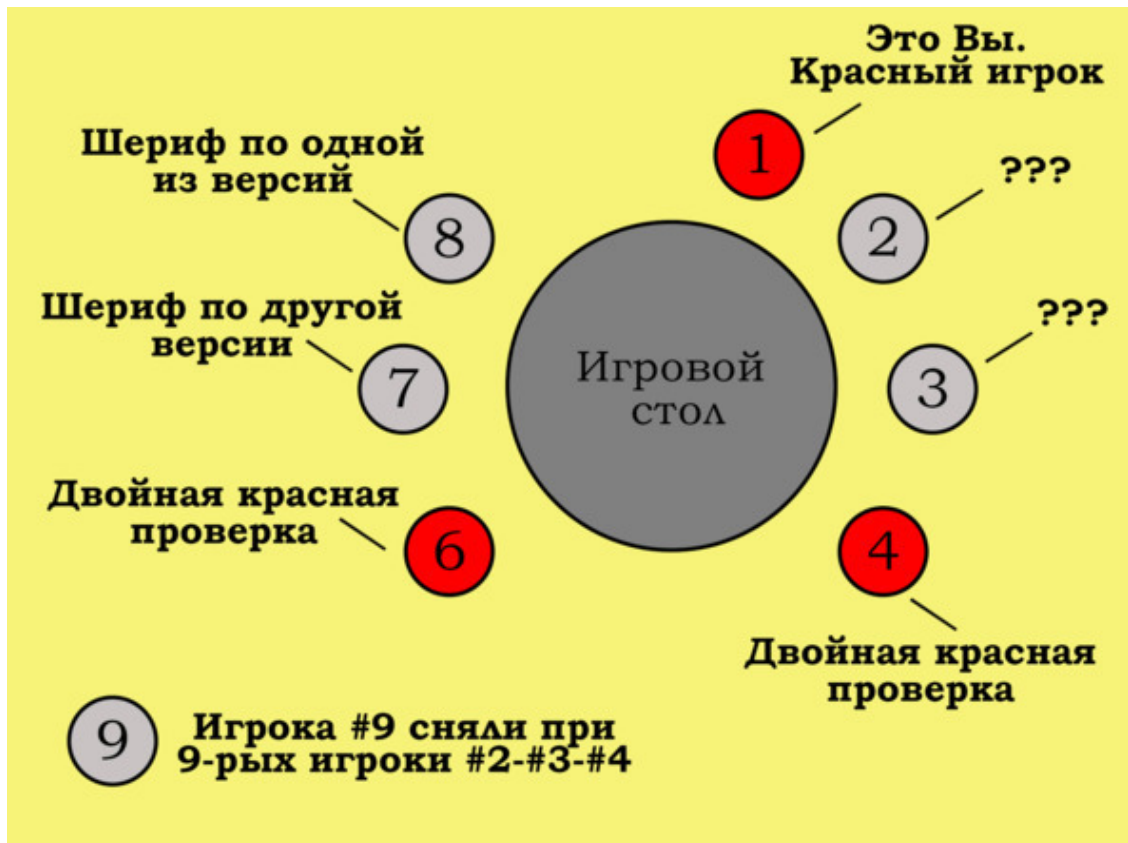 Это Вы.
Красный игрок
1
Шериф по одной
из версий
8
2
???
Шериф по другой
версии
7
Игровой
стол
3
???
Двойная красная
проверка
6
4
Двойная красная
проверка
9
Игрока #9 сняли при
9-рых игроки #2-#3-#4